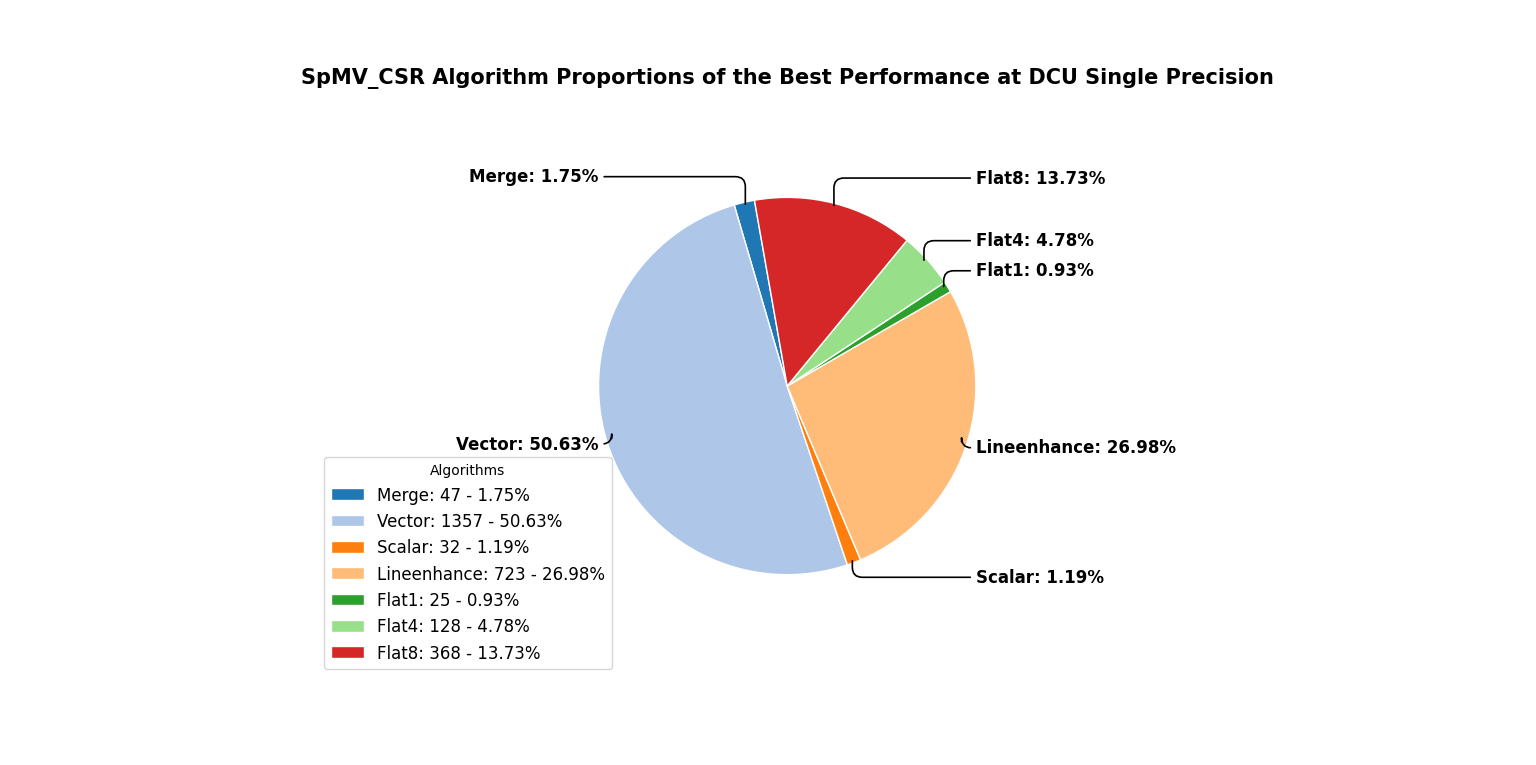 SpMV_CSR Algorithm Proportions of the Best Performance at DCU Single Precision
Merge: 1.75%
Flat8: 13.73%
Flat4: 4.78%
Flat1: 0.93%
Vector: 50.63%
Lineenhance: 26.98%
Scalar: 1.19%
Algorithms
Merge: 47 - 1.75%
Vector: 1357 - 50.63%
Scalar: 32 - 1.19%
Lineenhance: 723 - 26.98%
Flat1: 25 - 0.93%
Flat4: 128 - 4.78%
Flat8: 368 - 13.73%